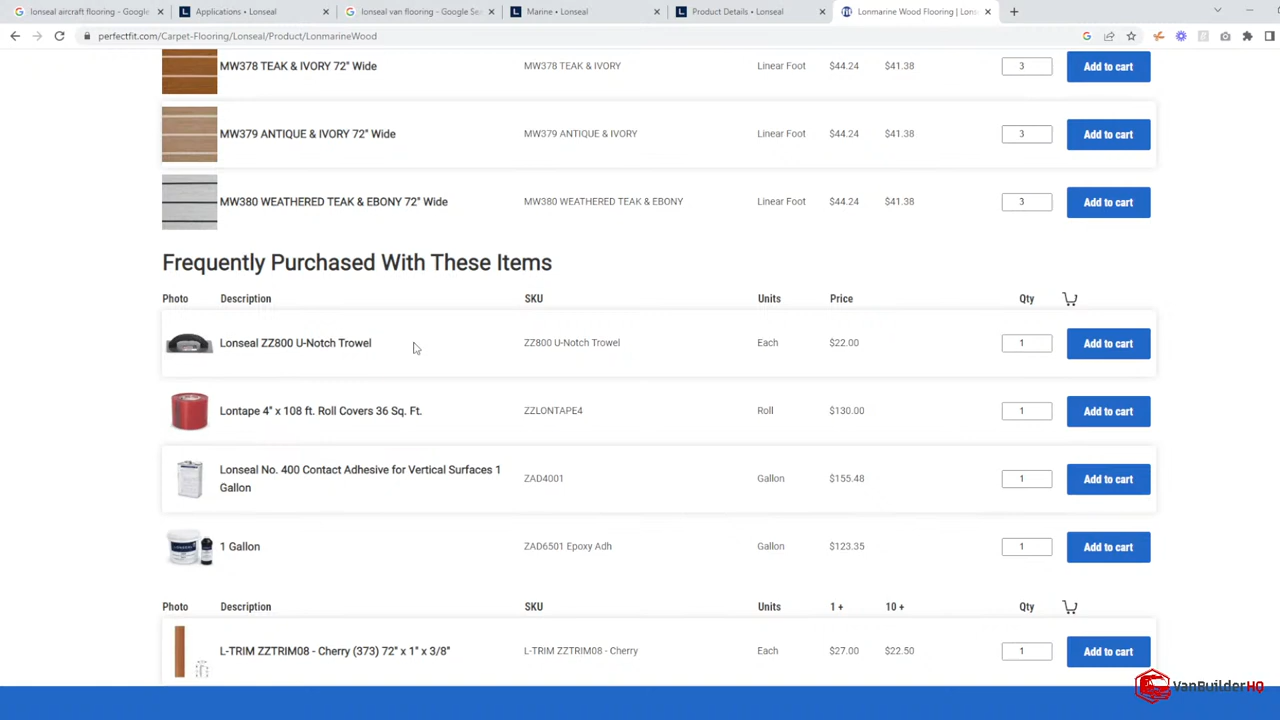 lonseal aircraft flooring - Google
Applications • Lonseal
lonseal van flooring - Google Se
Marine • Lonseal
Product Details • Lonseal
Lonmarine Wood Flooring | Lons
perfectfit.com/Carpet-Flooring/Lonseal/Product/LonmarineWood
MW378 TEAK & IVORY 72" Wide MW378 TEAK & IVORY Linear Foot $44.24 $41.38 3 Add to cart
MW379 ANTIQUE & IVORY 72" Wide MW379 ANTIQUE & IVORY Linear Foot $44.24 $41.38 3 Add to cart
MW380 WEATHERED TEAK & EBONY 72" Wide MW380 WEATHERED TEAK & EBONY Linear Foot $44.24 $41.38 3 Add to cart
Frequently Purchased With These Items
Photo Description SKU Units Price Qty
Lonseal ZZ800 U-Notch Trowel ZZ800 U-Notch Trowel Each $22.00 1 Add to cart
Lontape 4" x 108 ft. Roll Covers 36 Sq. Ft. ZZLONTAPE4 Roll $130.00 1 Add to cart
Lonseal No. 400 Contact Adhesive for Vertical Surfaces 1
Gallon ZAD4001 Gallon $155.48 1 Add to cart
1 Gallon ZAD6501 Epoxy Adh Gallon $123.35 1 Add to cart
Photo Description SKU Units 1 + 10 + Qty
L-TRIM ZZTRIM08 - Cherry (373) 72" x 1" x 3/8" L-TRIM ZZTRIM08 - Cherry Each $27.00 $22.50 1 Add to cart
VanBuilderHQ